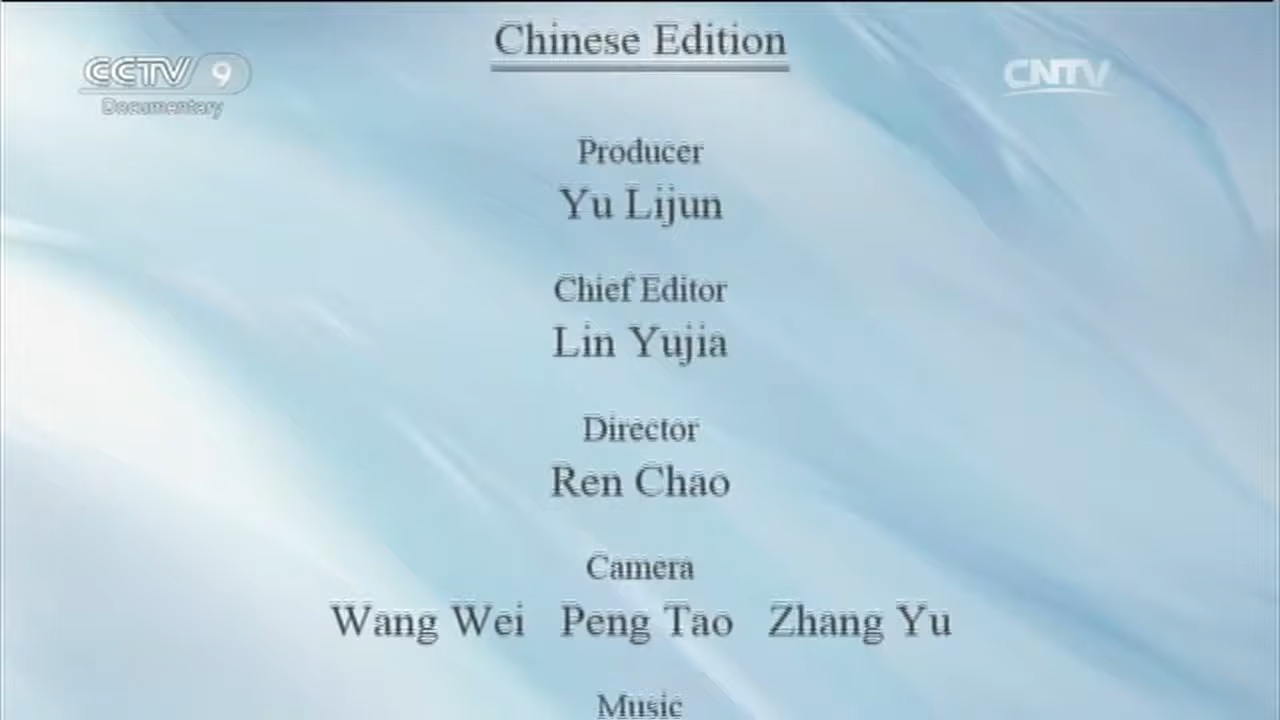 Chinese Edition
CCTV 9
Documentary
CNTV
Producer
Yu Lijun
Chief Editor
Lin Yujia
Director
Ren Chao
Camera
Wang Wei Peng Tao Zhang Yu
Music